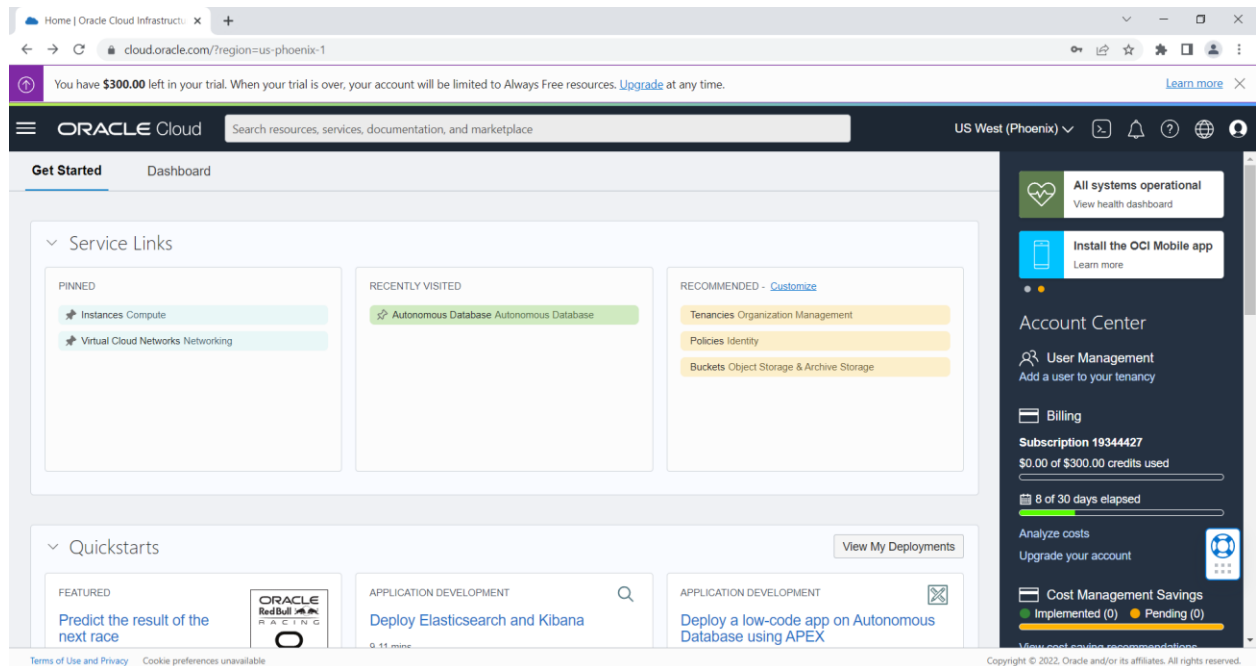 Home | Oracle Cloud Infrastructu
cloud.oracle.com/?region=us-phoenix-1
You have $300.00 left in your trial. When your trial is over, your account will be limited to Always Free resources. Upgrade at any time.
Learn more
ORACLE Cloud
Search resources, services, documentation, and marketplace
US West (Phoenix)
Get Started
Dashboard
All systems operational
View health dashboard
Install the OCI Mobile app
Learn more
Service Links
PINNED
Instances Compute
Virtual Cloud Networks Networking
RECENTLY VISITED
Autonomous Database Autonomous Database
RECOMMENDED - Customize
Tenancies Organization Management
Policies Identity
Buckets Object Storage & Archive Storage
Account Center
User Management
Add a user to your tenancy
Billing
Subscription 19344427
$0.00 of $300.00 credits used
8 of 30 days elapsed
Analyze costs
Upgrade your account
Cost Management Savings
Implemented (0) Pending (0)
View cost saving recommendations
Quickstarts
View My Deployments
FEATURED
Predict the result of the
next race
ORACLE
Red Bull
RACING
APPLICATION DEVELOPMENT
Deploy Elasticsearch and Kibana
9-11 mins
APPLICATION DEVELOPMENT
Deploy a low-code app on Autonomous
Database using APEX
Terms of Use and Privacy
Cookie preferences unavailable
Copyright © 2022, Oracle and/or its affiliates. All rights reserved.